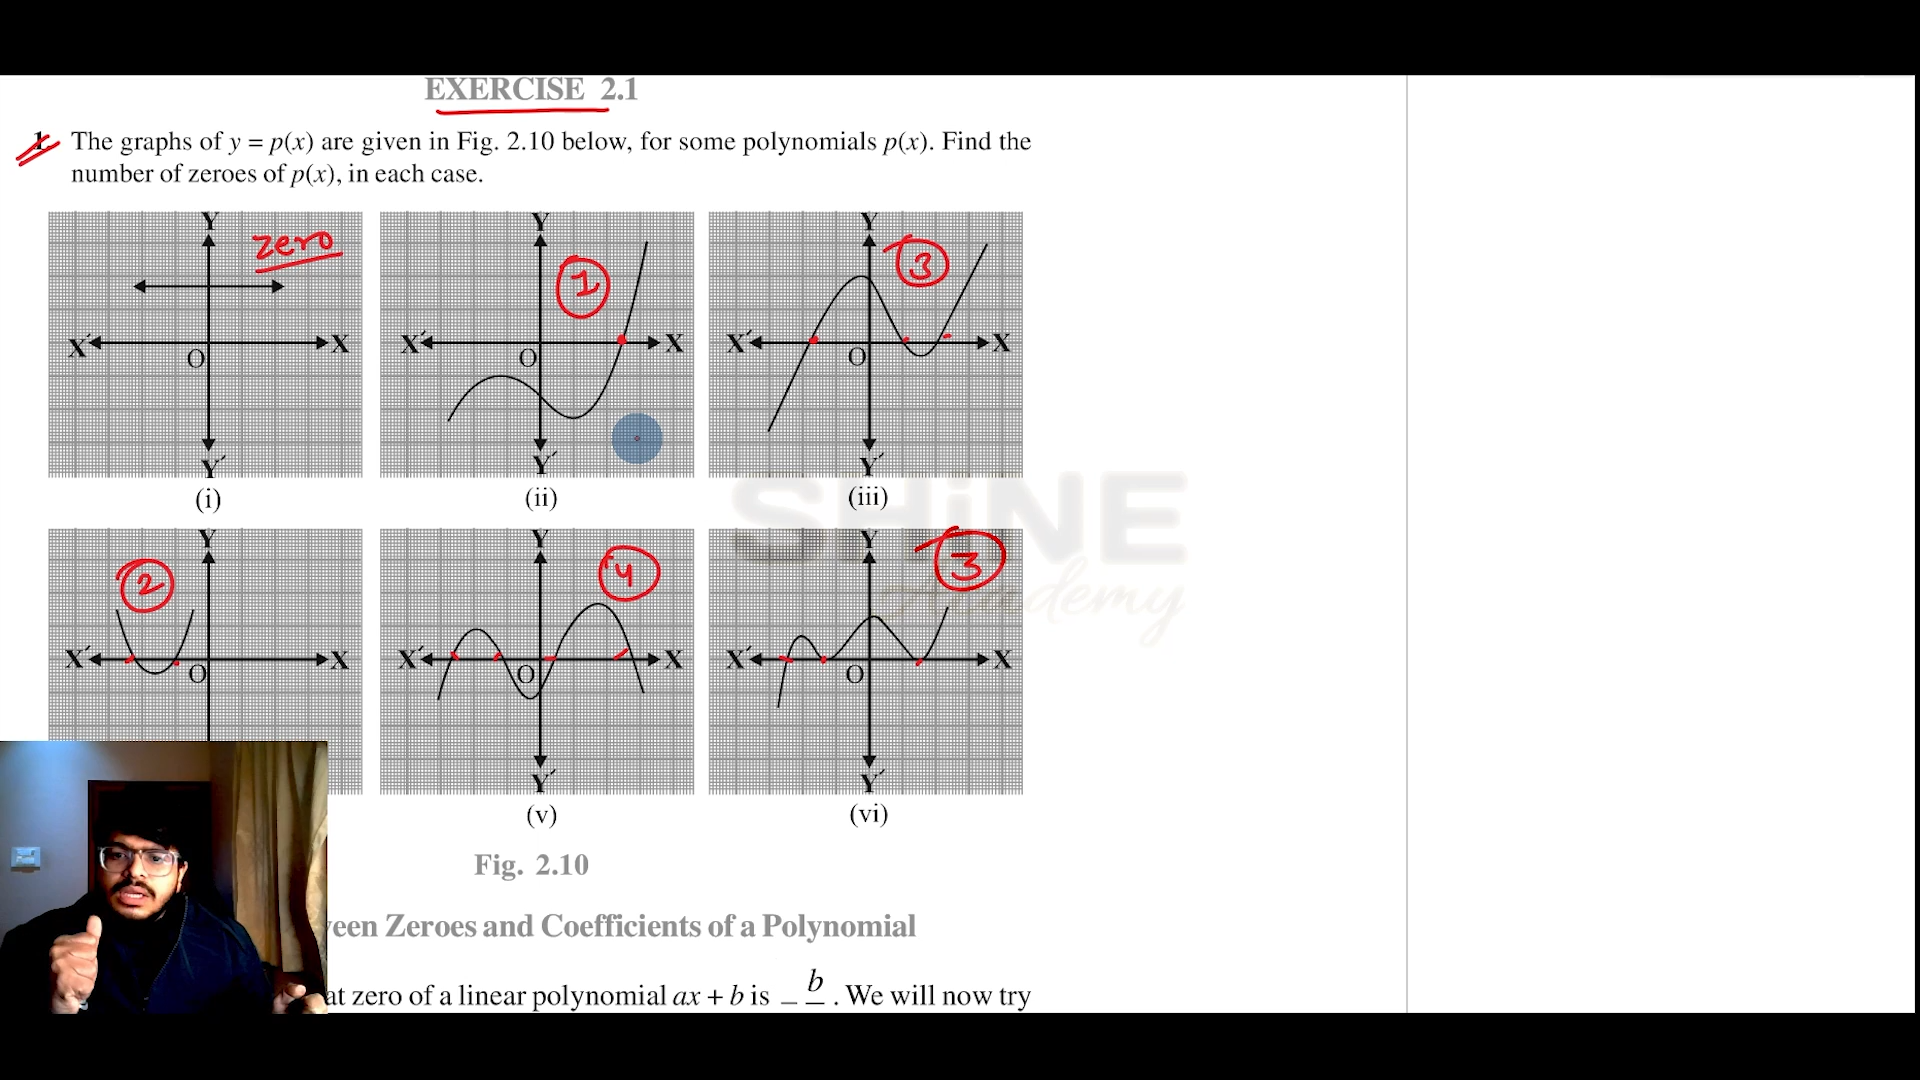 EXERCISE 2.1
1. The graphs of y = p(x) are given in Fig. 2.10 below, for some polynomials p(x). Find the
number of zeroes of p(x), in each case.
Y
zero
X′
X
O
Y′
(i)
Y
1
X′
X
O
Y′
(ii)
Y
3
X′
X
O
Y′
(iii)
Y
2
X′
X
O
Y
4
X′
X
O
Y′
(v)
Y
3
X′
X
O
Y′
(vi)
SHiNE
Academy
Fig. 2.10
een Zeroes and Coefficients of a Polynomial
at zero of a linear polynomial ax + b is − b/ . We will now try